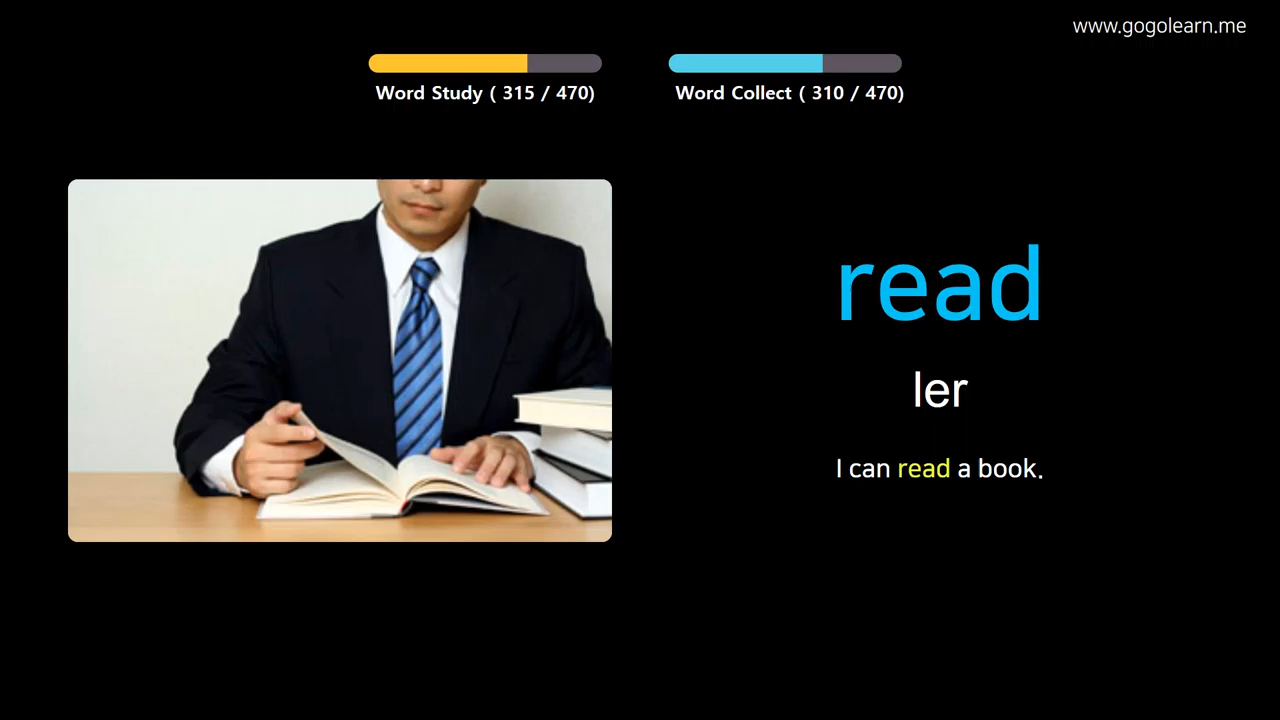 www.gogolearn.me
Word Study ( 315 / 470)
Word Collect ( 310 / 470)
read
ler
I can read a book.